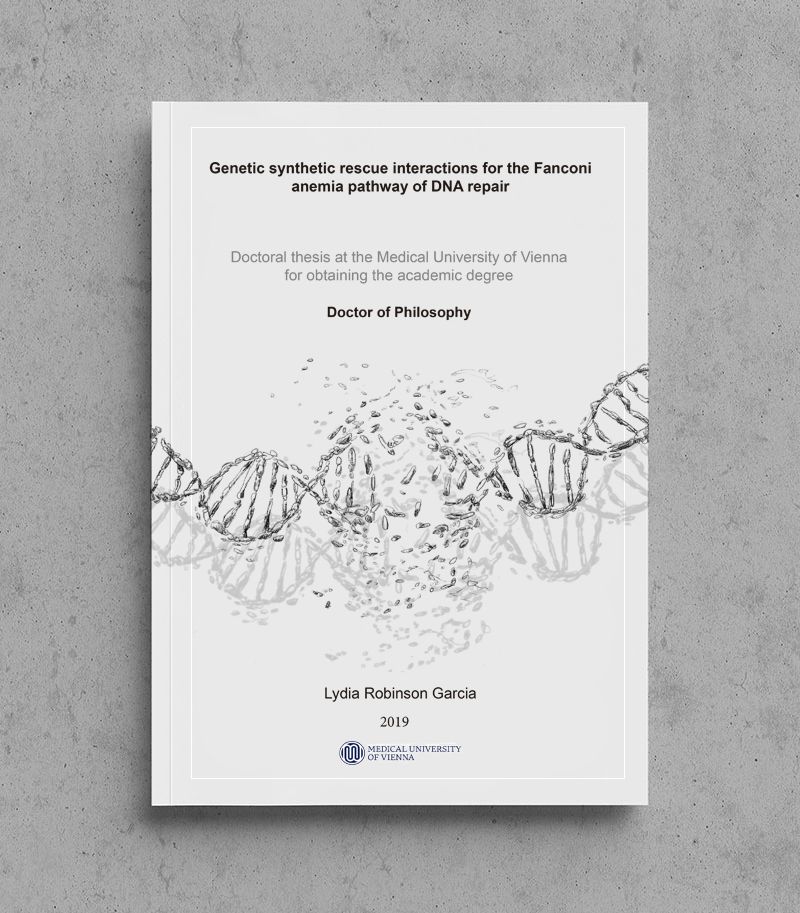 Genetic synthetic rescue interactions for the Fanconi
anemia pathway of DNA repair
Doctoral thesis at the Medical University of Vienna
for obtaining the academic degree
Doctor of Philosophy
Lydia Robinson Garcia
2019
MEDICAL UNIVERSITY
OF VIENNA